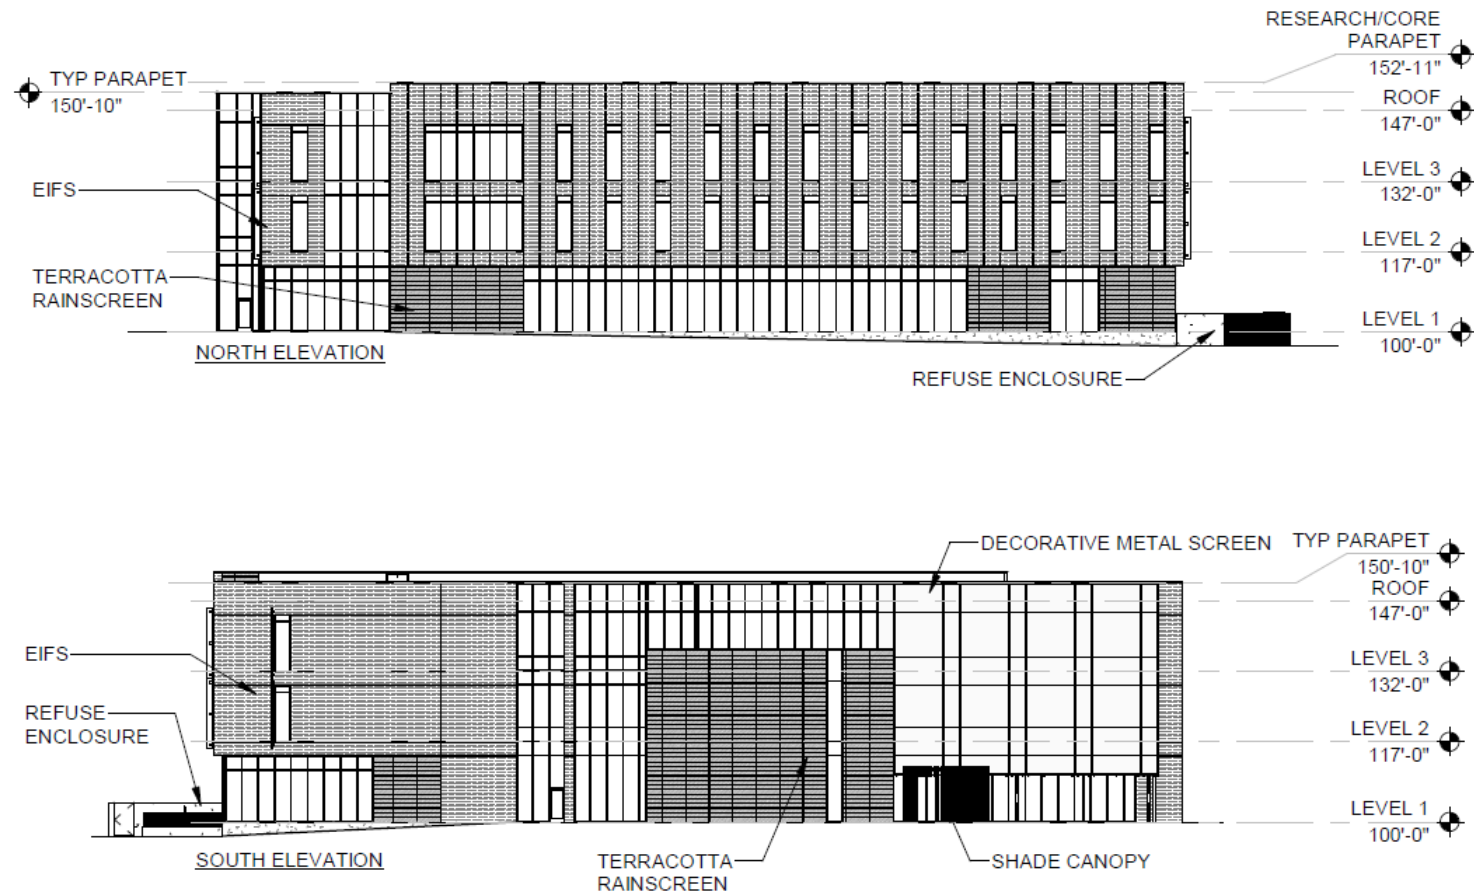 RESEARCH/CORE
PARAPET
152'-11"
TYP PARAPET
150'-10"
ROOF
147'-0"
EIFS
LEVEL 3
132'-0"
LEVEL 2
117'-0"
TERRACOTTA
RAINSCREEN
LEVEL 1
100'-0"
NORTH ELEVATION
REFUSE ENCLOSURE
DECORATIVE METAL SCREEN
TYP PARAPET
150'-10"
ROOF
147'-0"
EIFS
LEVEL 3
132'-0"
REFUSE
ENCLOSURE
LEVEL 2
117'-0"
LEVEL 1
100'-0"
SOUTH ELEVATION
TERRACOTTA
RAINSCREEN
SHADE CANOPY